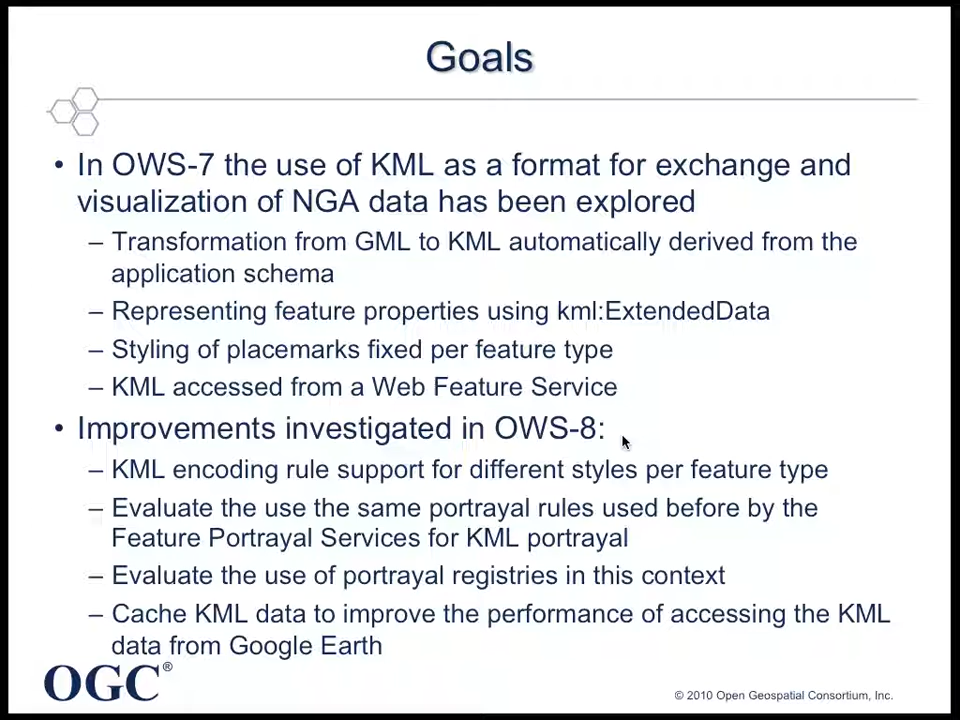 Goals
• In OWS-7 the use of KML as a format for exchange and
visualization of NGA data has been explored
– Transformation from GML to KML automatically derived from the
application schema
– Representing feature properties using kml:ExtendedData
– Styling of placemarks fixed per feature type
– KML accessed from a Web Feature Service
• Improvements investigated in OWS-8:
– KML encoding rule support for different styles per feature type
– Evaluate the use the same portrayal rules used before by the
Feature Portrayal Services for KML portrayal
– Evaluate the use of portrayal registries in this context
– Cache KML data to improve the performance of accessing the KML
data from Google Earth
OGC®
© 2010 Open Geospatial Consortium, Inc.